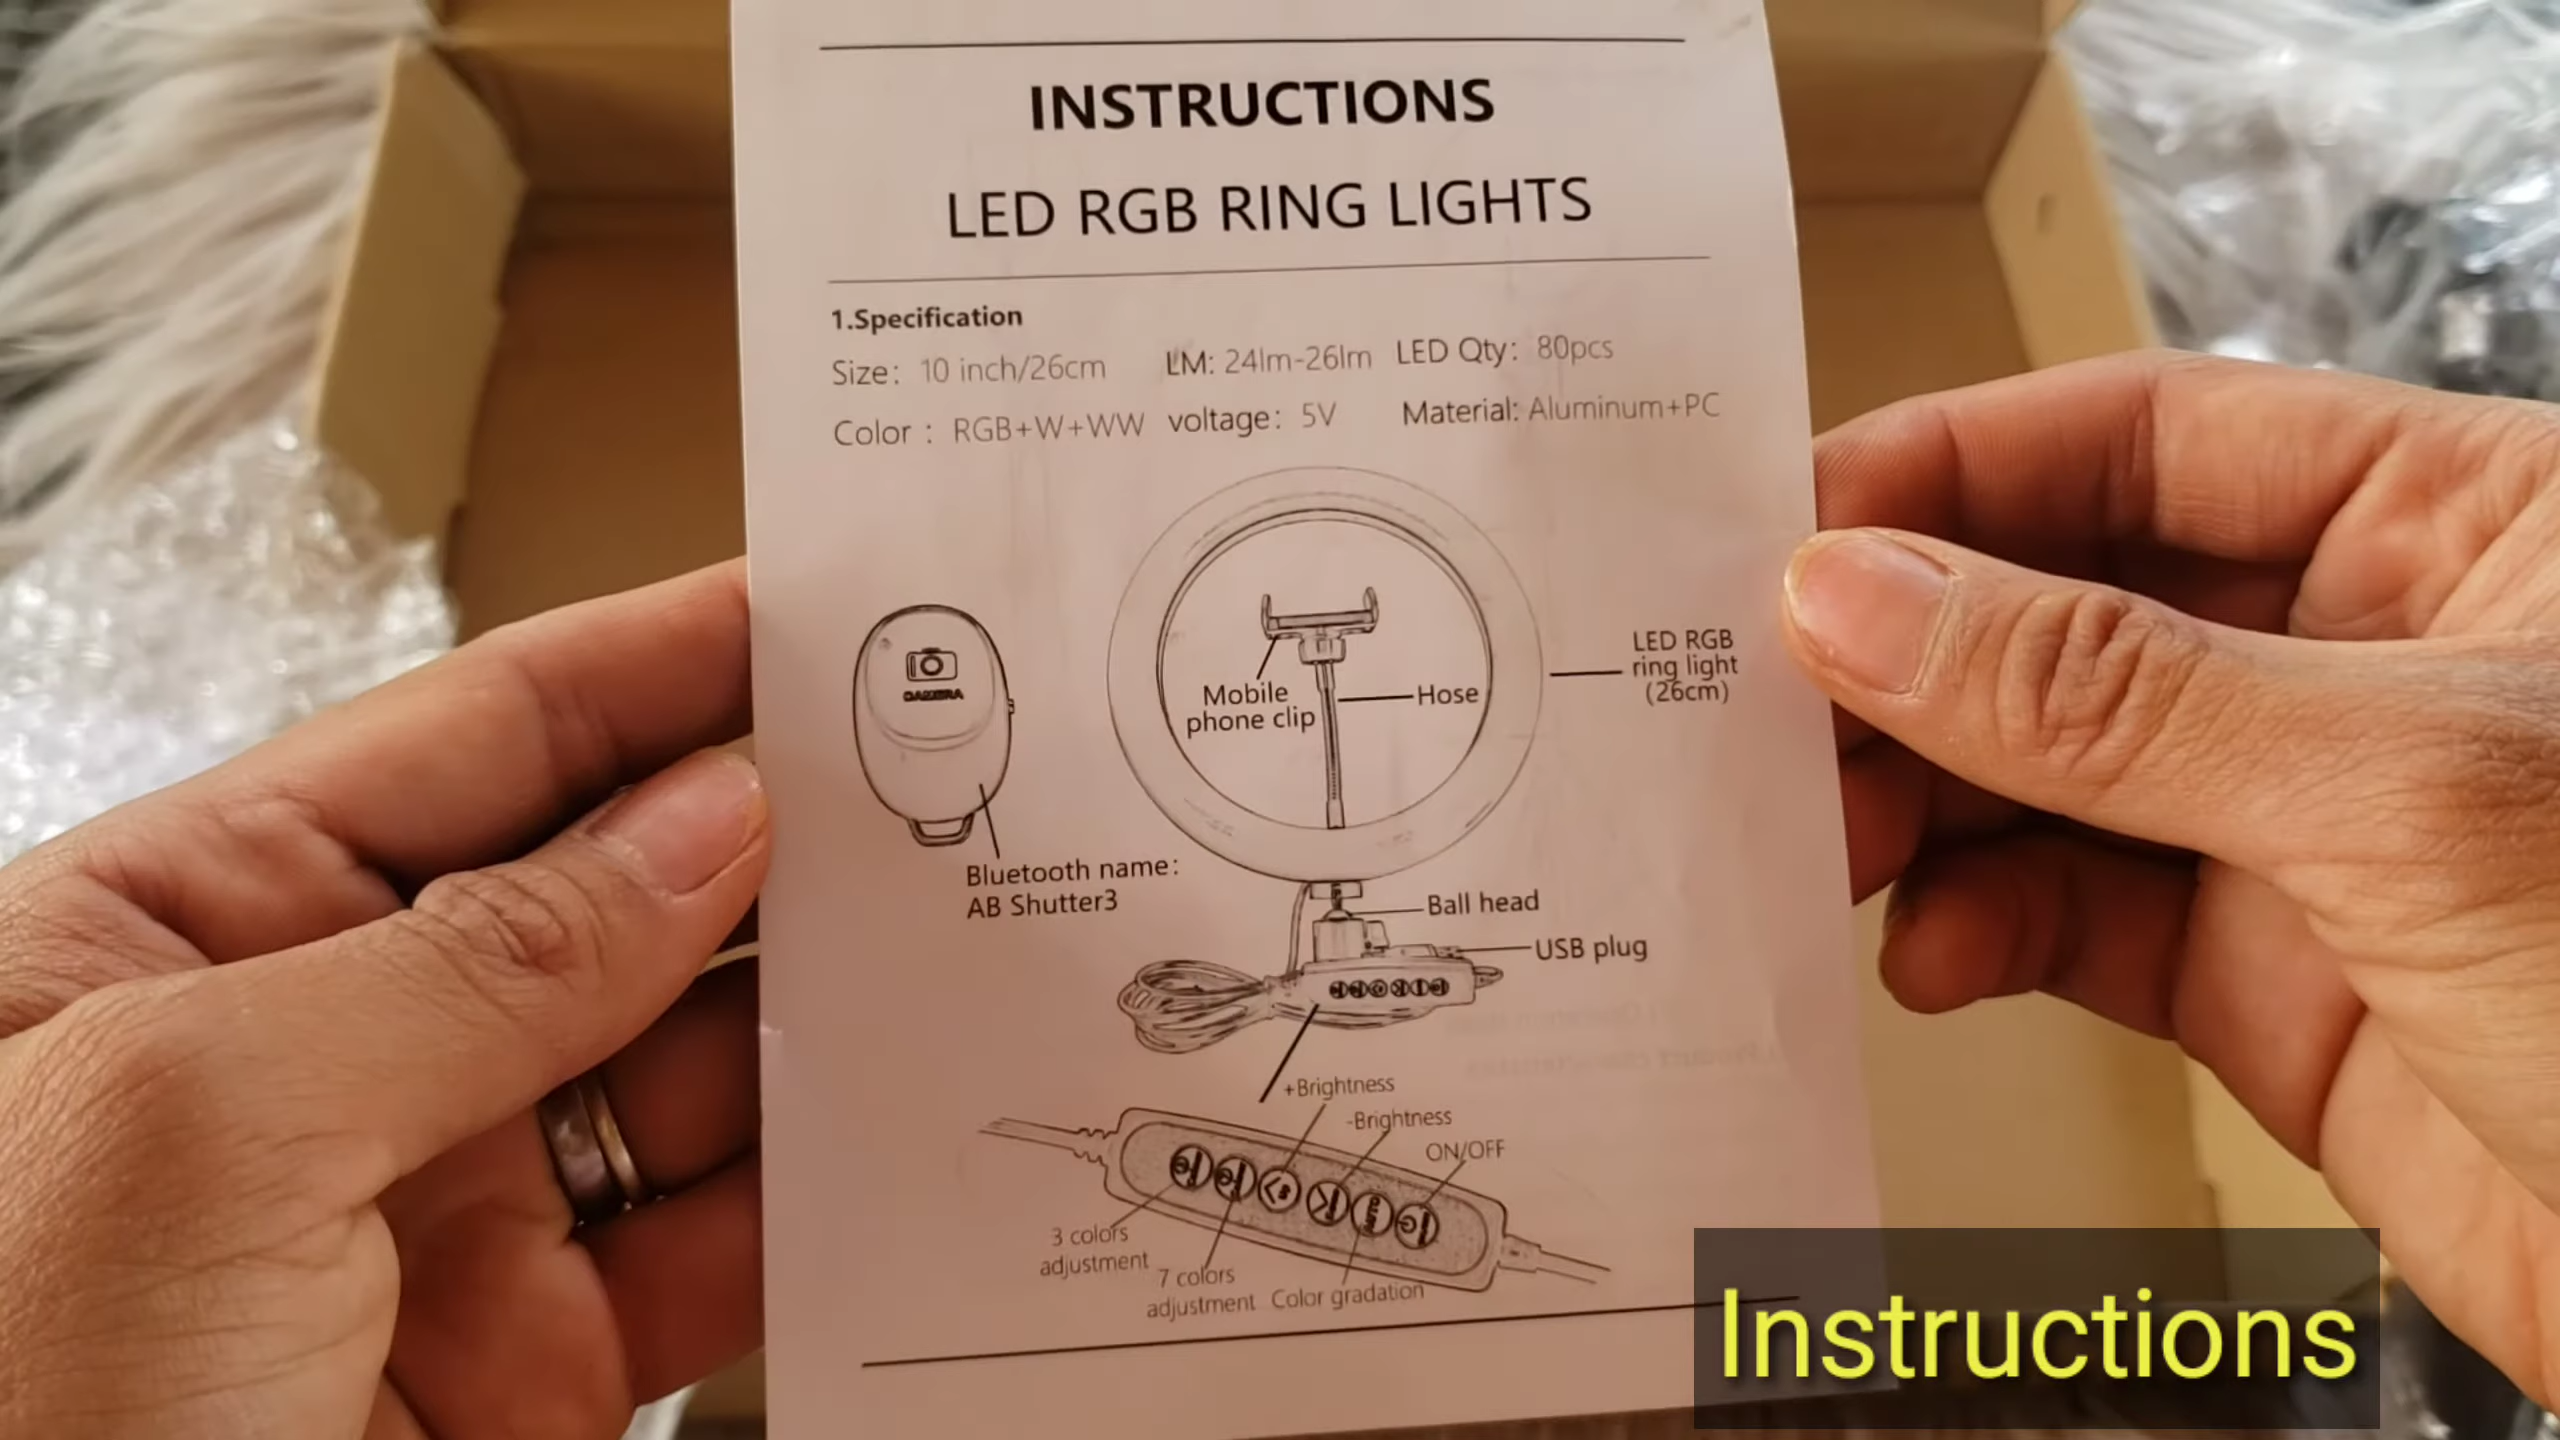 INSTRUCTIONS
LED RGB RING LIGHTS
1.Specification
Size: 10 inch/26cm LM: 24lm-26lm LED Qty: 80pcs
Color : RGB+W+WW voltage: 5V Material: Aluminum+PC
CAMERA
Mobile
phone clip
Hose
LED RGB
ring light
(26cm)
Bluetooth name:
AB Shutter3
Ball head
USB plug
+Brightness
-Brightness
ON/OFF
AUTO
3 colors
adjustment
7 colors
adjustment
Color gradation
Instructions